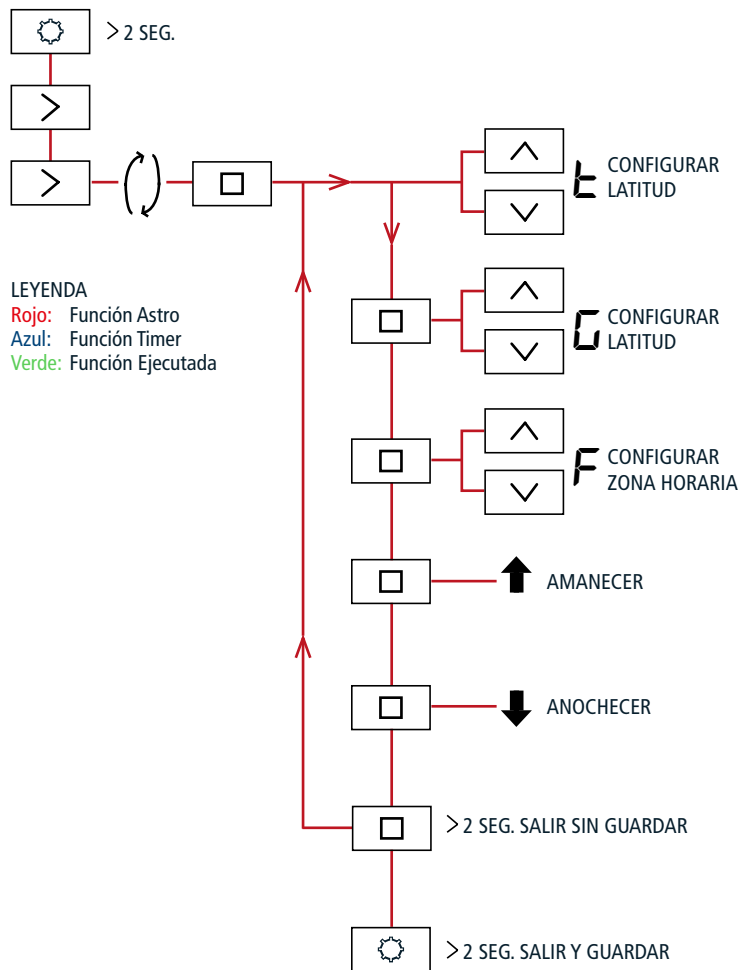 > 2 SEG.
t CONFIGURAR
LATITUD
LEYENDA
Rojo: Función Astro
Azul: Función Timer
Verde: Función Ejecutada
G CONFIGURAR
LATITUD
F CONFIGURAR
ZONA HORARIA
AMANECER
ANOCHECER
> 2 SEG. SALIR SIN GUARDAR
> 2 SEG. SALIR Y GUARDAR